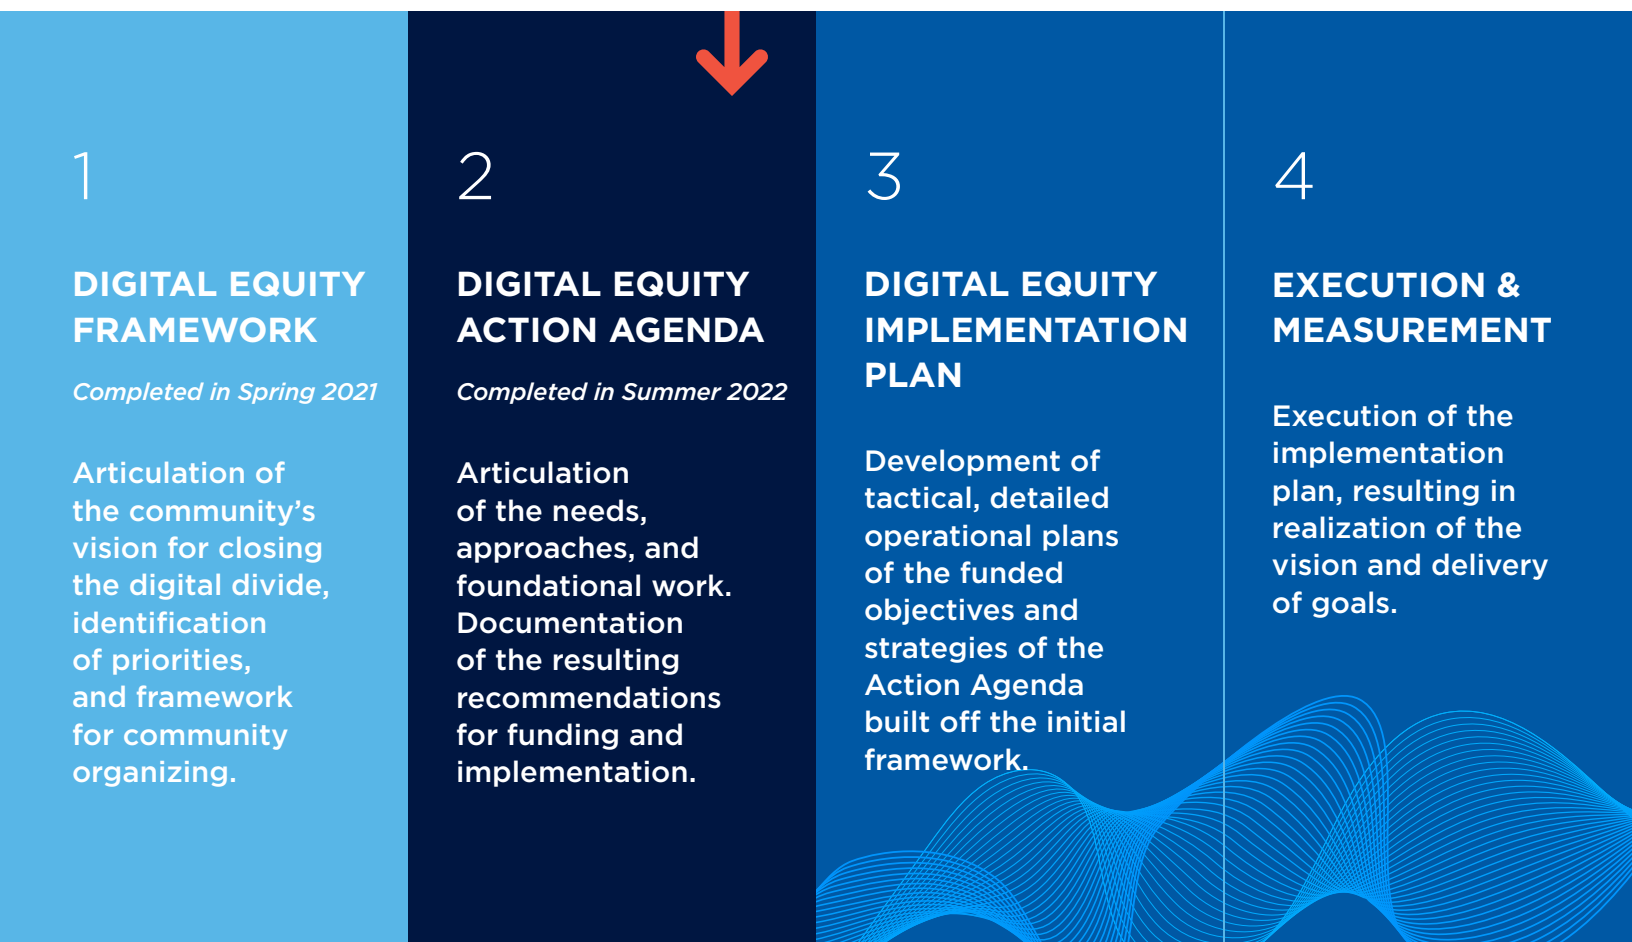 1
DIGITAL EQUITY
FRAMEWORK
Completed in Spring 2021
Articulation of
the community’s
vision for closing
the digital divide,
identification
of priorities,
and framework
for community
organizing.
2
DIGITAL EQUITY
ACTION AGENDA
Completed in Summer 2022
Articulation
of the needs,
approaches, and
foundational work.
Documentation
of the resulting
recommendations
for funding and
implementation.
3
DIGITAL EQUITY
IMPLEMENTATION
PLAN
Development of
tactical, detailed
operational plans
of the funded
objectives and
strategies of the
Action Agenda
built off the initial
framework.
4
EXECUTION &
MEASUREMENT
Execution of the
implementation
plan, resulting in
realization of the
vision and delivery
of goals.